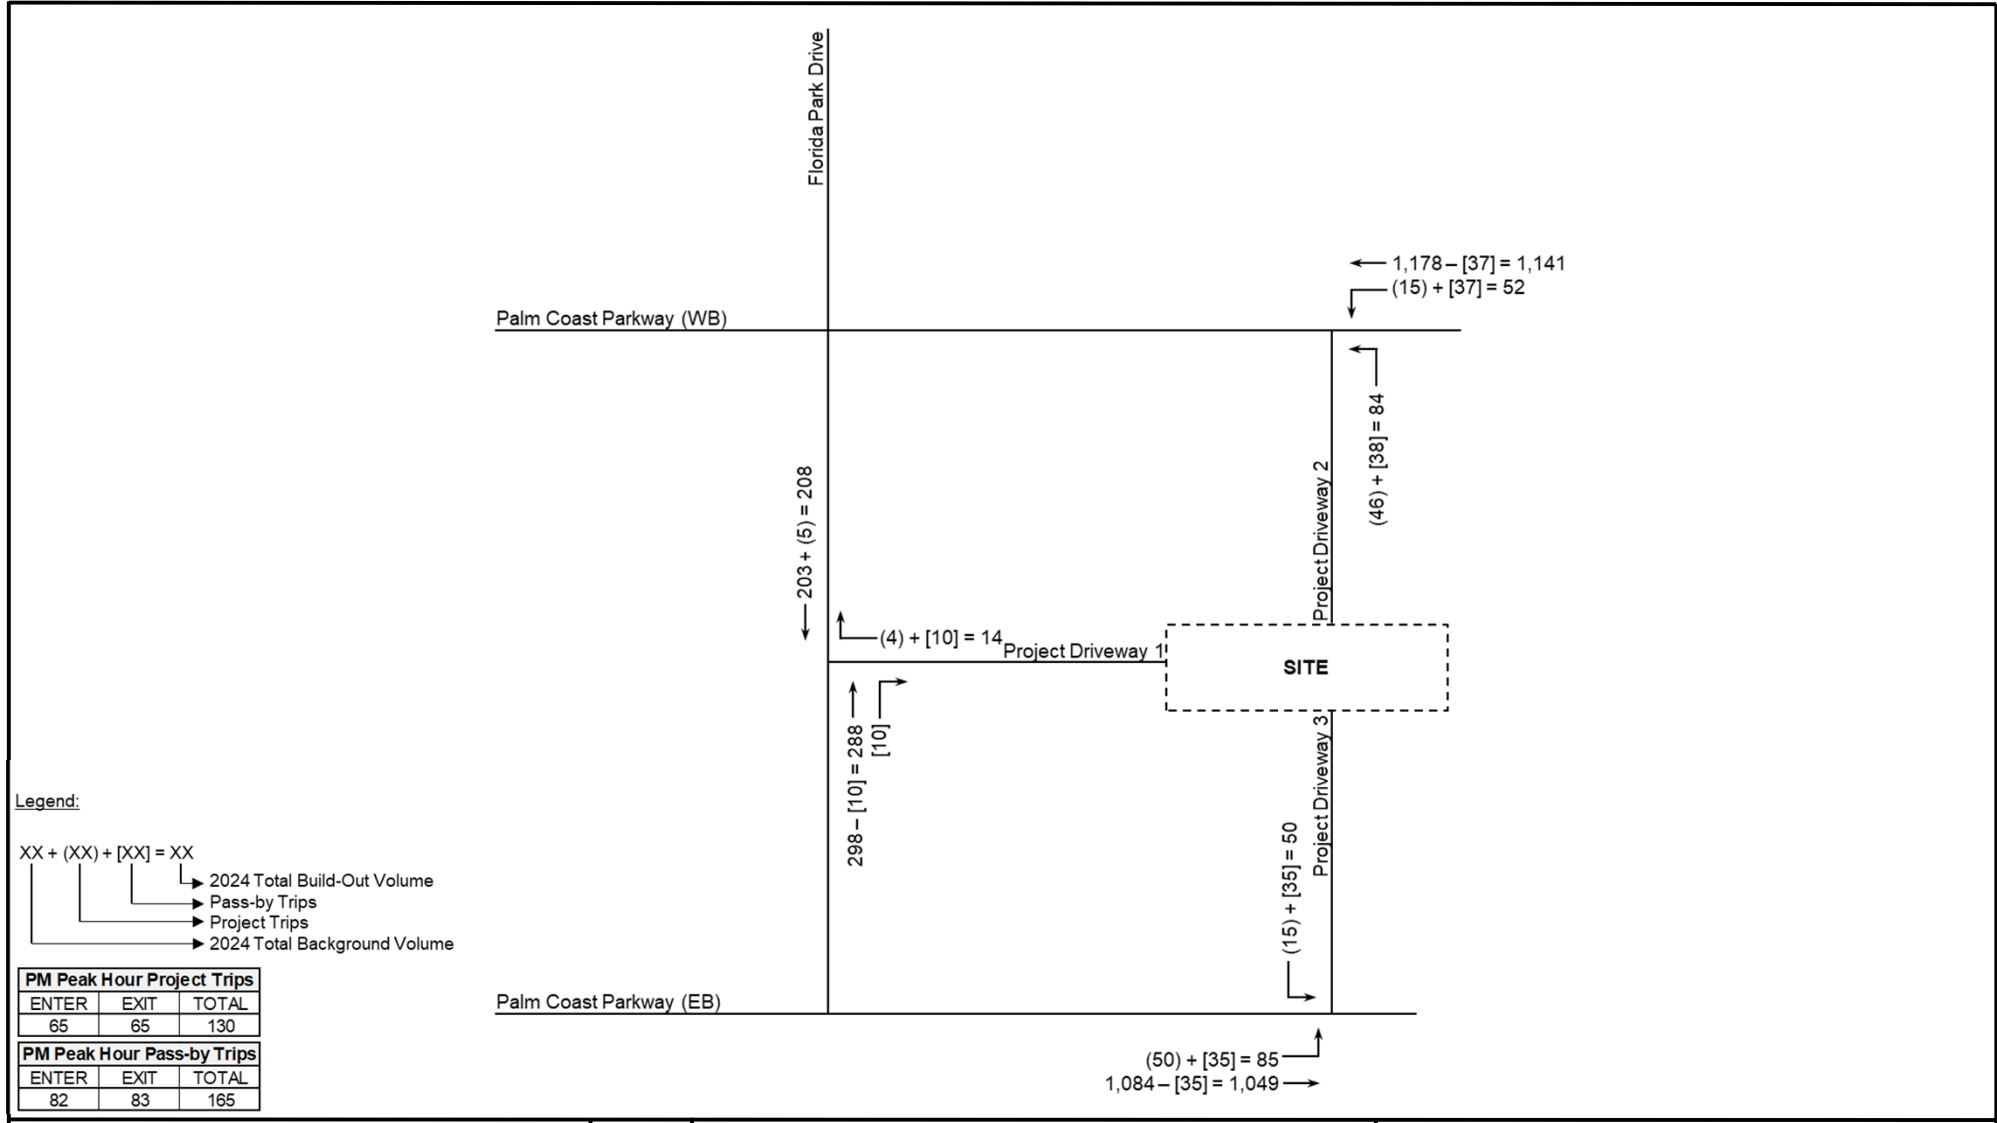 Florida Park Drive
1,178 – [37] = 1,141
(15) + [37] = 52
Palm Coast Parkway (WB)
(46) + [38] = 84
Project Driveway 2
203 + (5) = 208
(4) + [10] = 14
Project Driveway 1
SITE
298 – [10] = 288
[10]
Project Driveway 3
(15) + [35] = 50
Palm Coast Parkway (EB)
(50) + [35] = 85
1,084 – [35] = 1,049
Legend:
XX + (XX) + [XX] = XX
2024 Total Build-Out Volume
Pass-by Trips
Project Trips
2024 Total Background Volume
PM Peak Hour Project Trips
ENTER EXIT TOTAL
65 65 130
PM Peak Hour Pass-by Trips
ENTER EXIT TOTAL
82 83 165